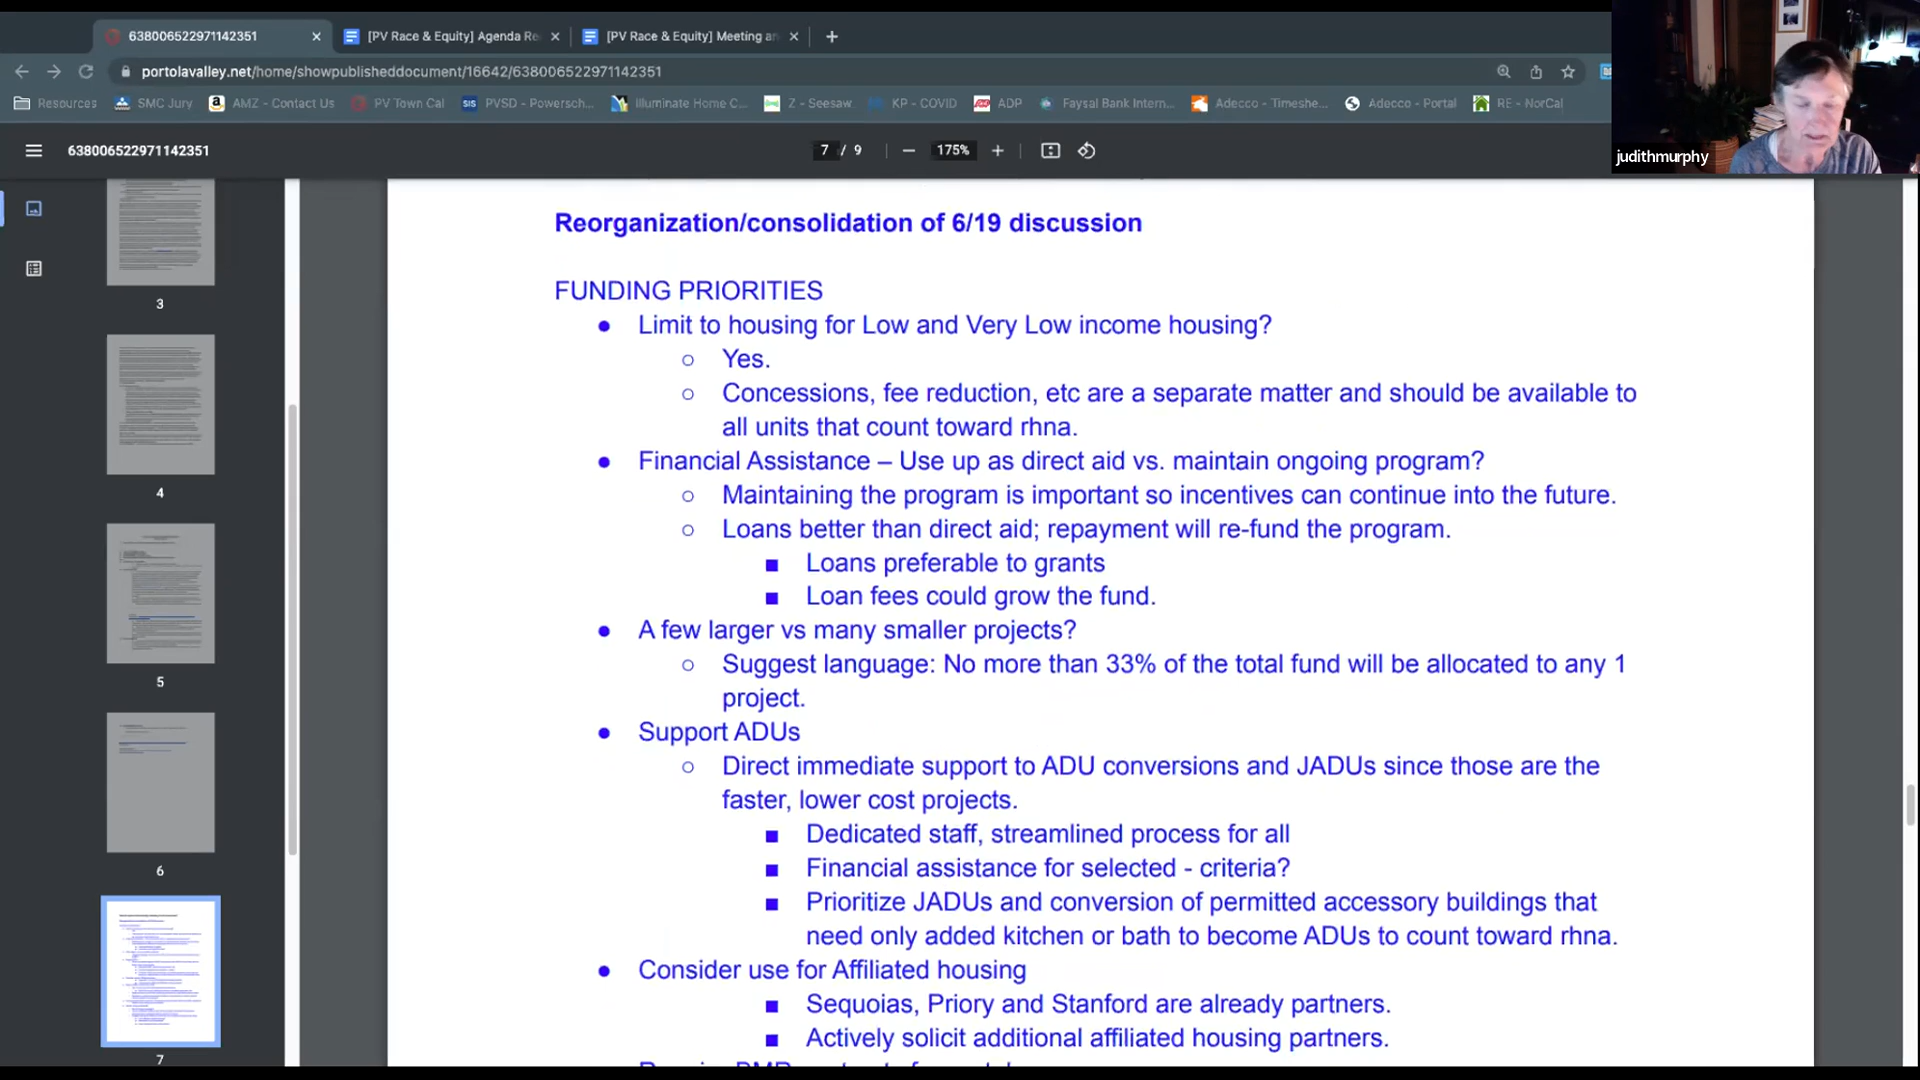 638006522971142351
[PV Race & Equity] Agenda Re
[PV Race & Equity] Meeting an
portolavalley.net/home/showpublisheddocument/16642/638006522971142351
Resources
SMC Jury
AMZ - Contact Us
PV Town Cal
PVSD - Powersch...
Illuminate Home C...
Z - Seesaw
KP - COVID
ADP
Faysal Bank Intern...
Adecco - Timeshe...
Adecco - Portal
RE - NorCal
638006522971142351
7 / 9
175%
judithmurphy
3
4
5
6
7
Reorganization/consolidation of 6/19 discussion
FUNDING PRIORITIES
● Limit to housing for Low and Very Low income housing?
○ Yes.
○ Concessions, fee reduction, etc are a separate matter and should be available to
all units that count toward rhna.
● Financial Assistance – Use up as direct aid vs. maintain ongoing program?
○ Maintaining the program is important so incentives can continue into the future.
○ Loans better than direct aid; repayment will re-fund the program.
■ Loans preferable to grants
■ Loan fees could grow the fund.
● A few larger vs many smaller projects?
○ Suggest language: No more than 33% of the total fund will be allocated to any 1
project.
● Support ADUs
○ Direct immediate support to ADU conversions and JADUs since those are the
faster, lower cost projects.
■ Dedicated staff, streamlined process for all
■ Financial assistance for selected - criteria?
■ Prioritize JADUs and conversion of permitted accessory buildings that
need only added kitchen or bath to become ADUs to count toward rhna.
● Consider use for Affiliated housing
■ Sequoias, Priory and Stanford are already partners.
■ Actively solicit additional affiliated housing partners.